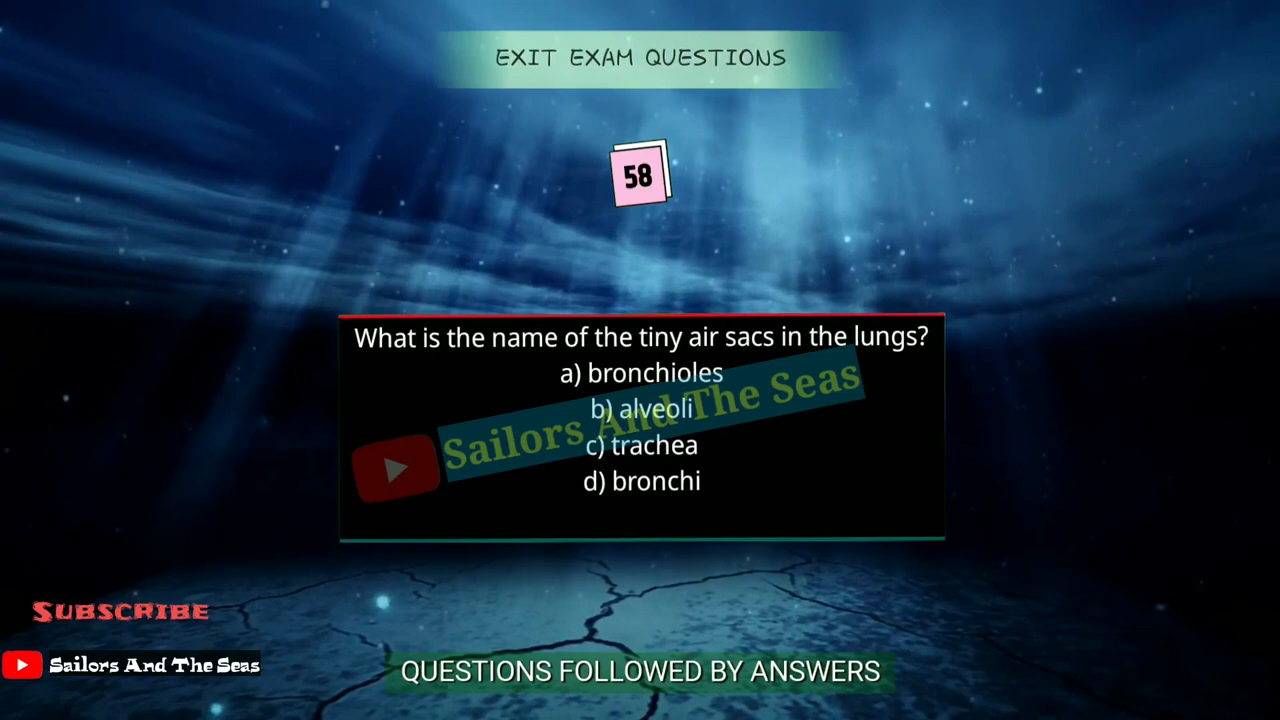 EXIT EXAM QUESTIONS
58
What is the name of the tiny air sacs in the lungs?
a) bronchioles
b) alveoli
c) trachea
d) bronchi
Sailors And The Seas
SUBSCRIBE
Sailors And The Seas
QUESTIONS FOLLOWED BY ANSWERS